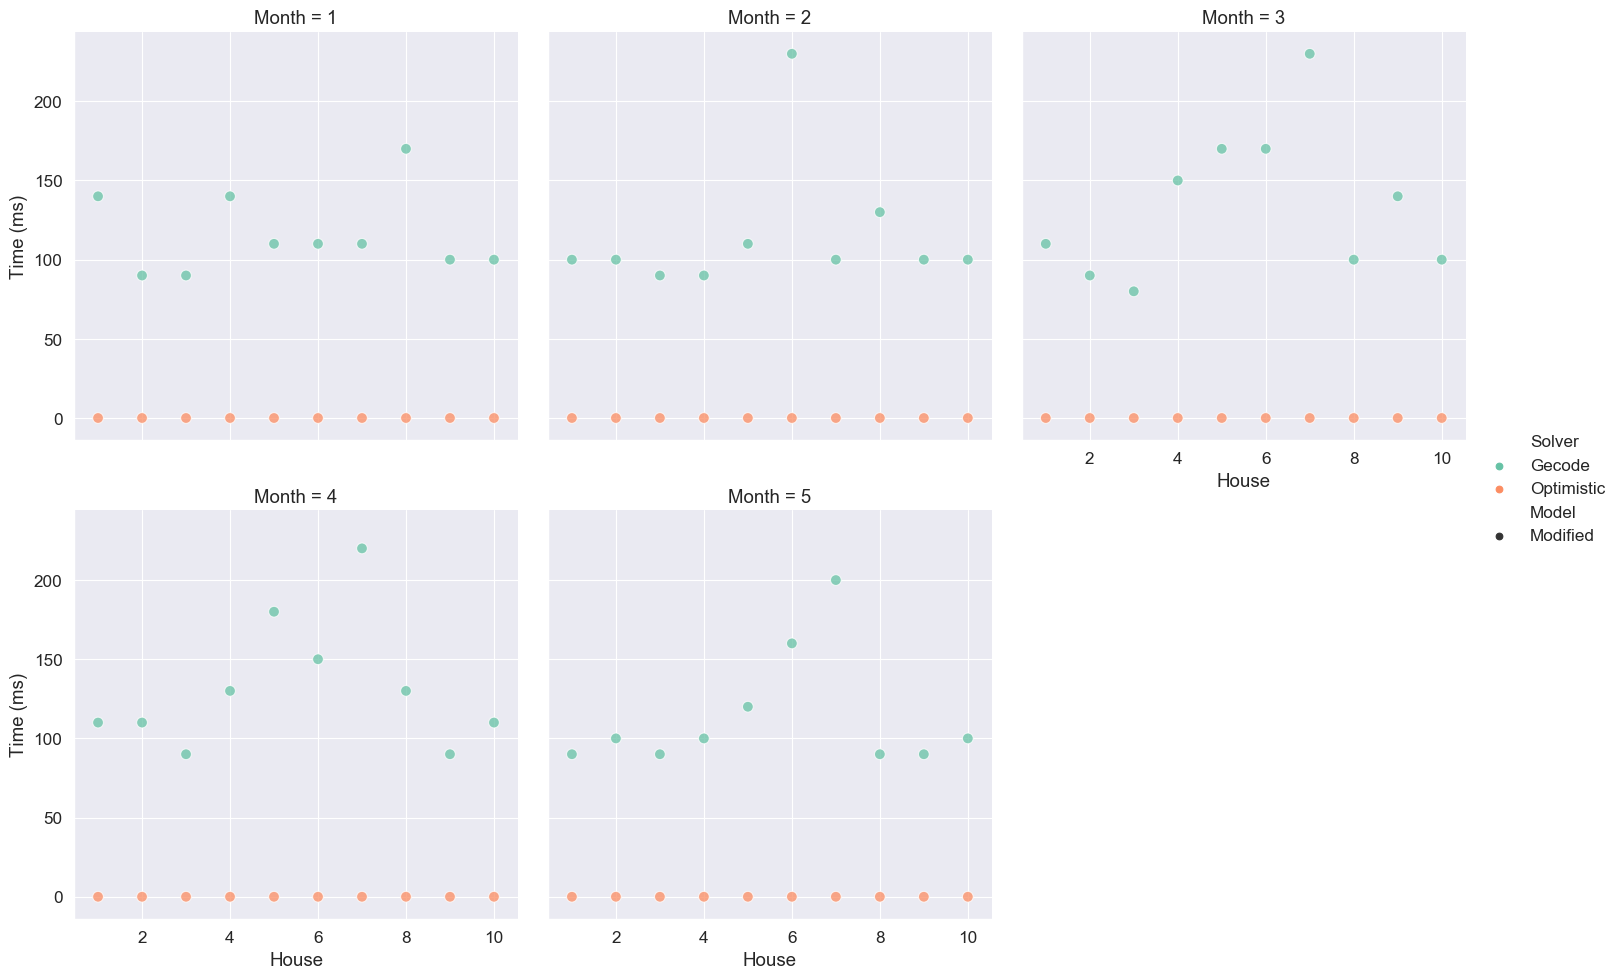 Month = 1
Month = 2
Month = 3
200
150
100
50
0
Time (ms)
2 4 6 8 10
House
Month = 4
Month = 5
200
150
100
50
0
Time (ms)
2 4 6 8 10
House
2 4 6 8 10
House
Solver
Gecode
Optimistic
Model
Modified